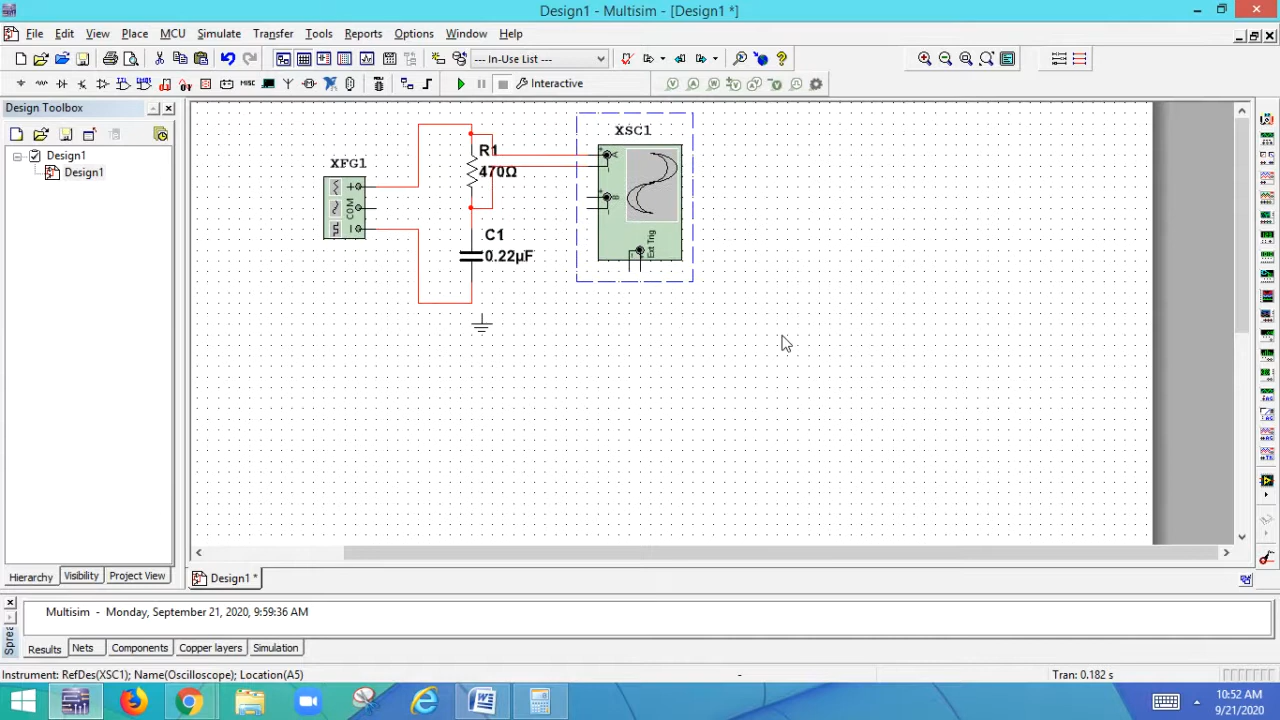 Design1 - Multisim - [Design1 *]
File Edit View Place MCU Simulate Transfer Tools Reports Options Window Help
--- In-Use List ---
Interactive
Design Toolbox
Design1
Design1
XFG1
COM
R1
470Ω
C1
0.22µF
XSC1
A
B
Ext Trig
Hierarchy Visibility Project View
Design1 *
Multisim - Monday, September 21, 2020, 9:59:36 AM
Sprea
Results Nets Components Copper layers Simulation
Instrument: RefDes(XSC1); Name(Oscilloscope); Location(A5)
-
Tran: 0.182 s
10:52 AM
9/21/2020